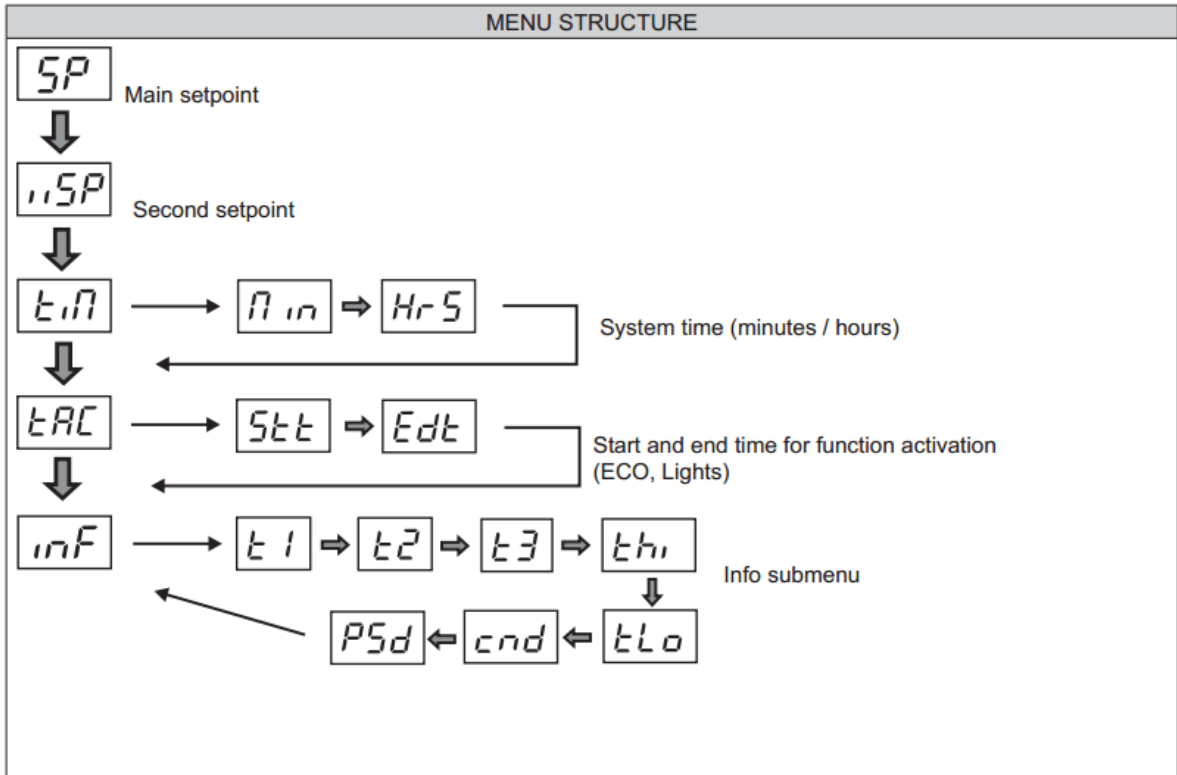 MENU STRUCTURE
SP
Main setpoint
iiSP
Second setpoint
tiM
Min
HrS
System time (minutes / hours)
tAC
Stt
Edt
Start and end time for function activation
(ECO, Lights)
inF
t1
t2
t3
thi
Info submenu
PSd
cnd
tLo